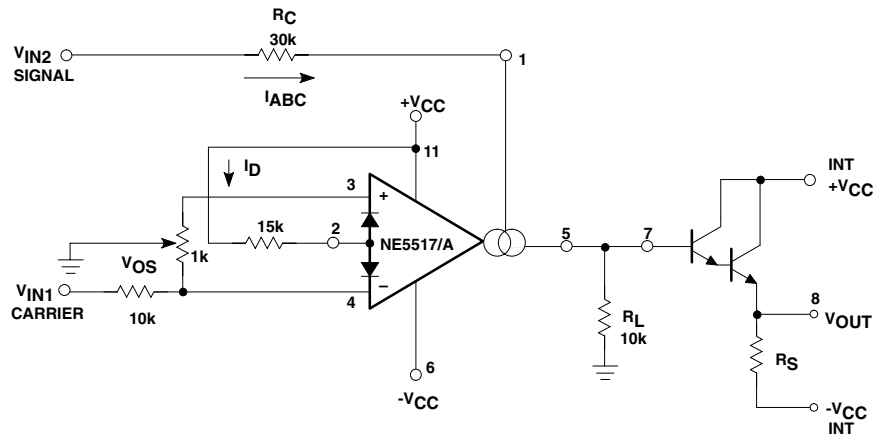 RC
30k
VIN2
SIGNAL
1
IABC
+VCC
11
ID
3
+
INT
+VCC
15k
2
NE5517/A
5
7
1k
VOS
VIN1
CARRIER
10k
4
−
RL
10k
8
VOUT
RS
6
-VCC
-VCC
INT